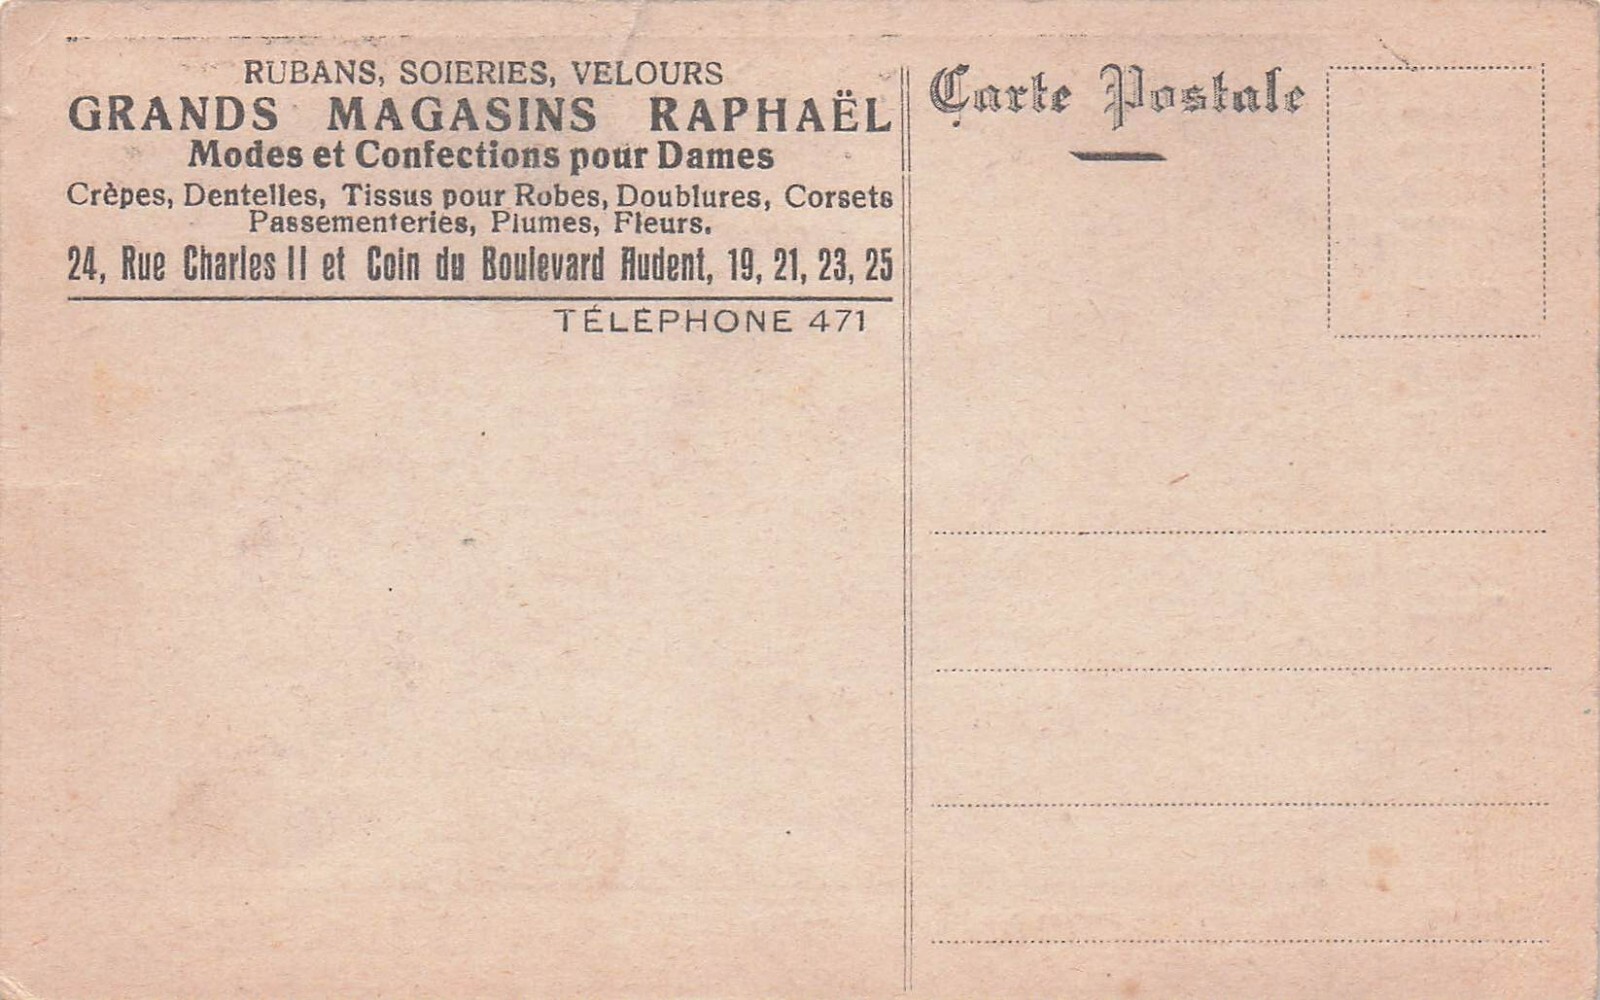 RUBANS, SOIERIES, VELOURS
GRANDS MAGASINS RAPHAËL
Modes et Confections pour Dames
Crèpes, Dentelles, Tissus pour Robes, Doublures, Corsets
Passementeries, Plumes, Fleurs.
24, Rue Charles II et Coin du Boulevard Audent, 19, 21, 23, 25
TÉLÉPHONE 471
Carte Postale